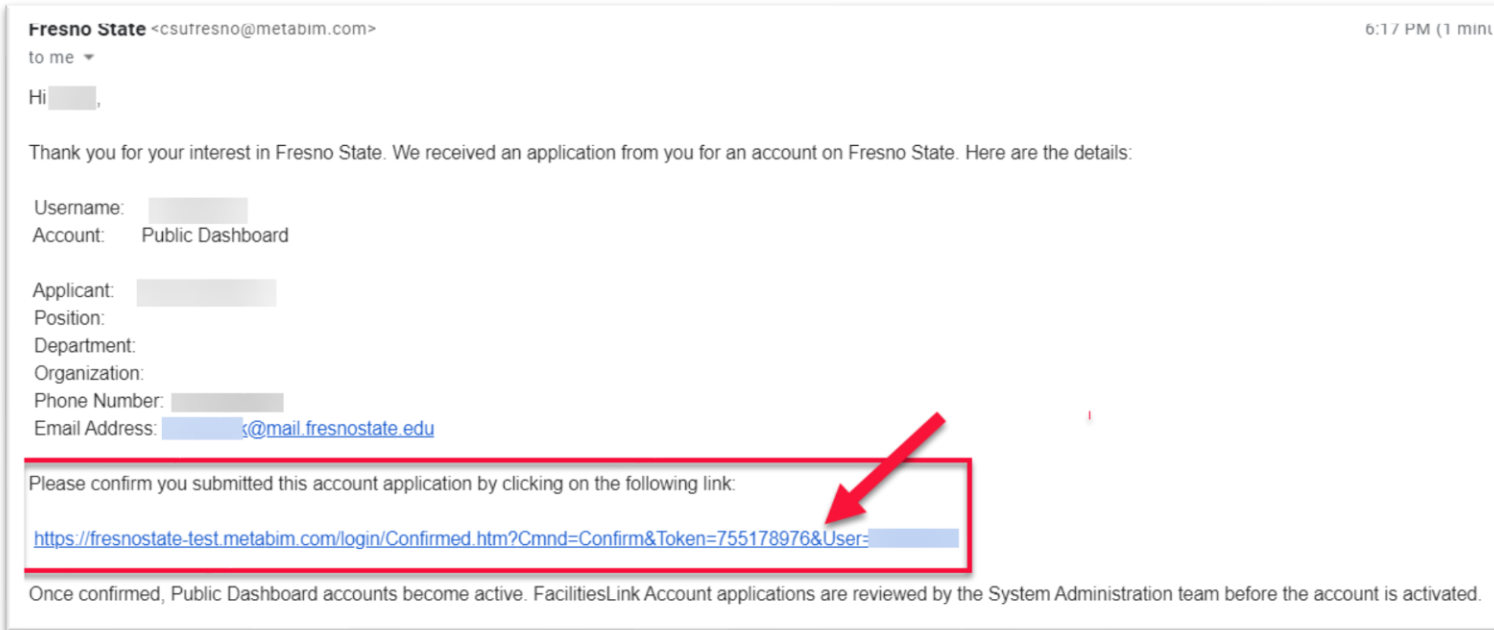 Fresno State <csufresno@metabim.com> 6:17 PM (1 minu
to me
Hi ,
Thank you for your interest in Fresno State. We received an application from you for an account on Fresno State. Here are the details:
Username:
Account: Public Dashboard
Applicant:
Position:
Department:
Organization:
Phone Number:
Email Address: k@mail.fresnostate.edu
Please confirm you submitted this account application by clicking on the following link:
https://fresnostate-test.metabim.com/login/Confirmed.htm?Cmnd=Confirm&Token=755178976&User=
Once confirmed, Public Dashboard accounts become active. FacilitiesLink Account applications are reviewed by the System Administration team before the account is activated.